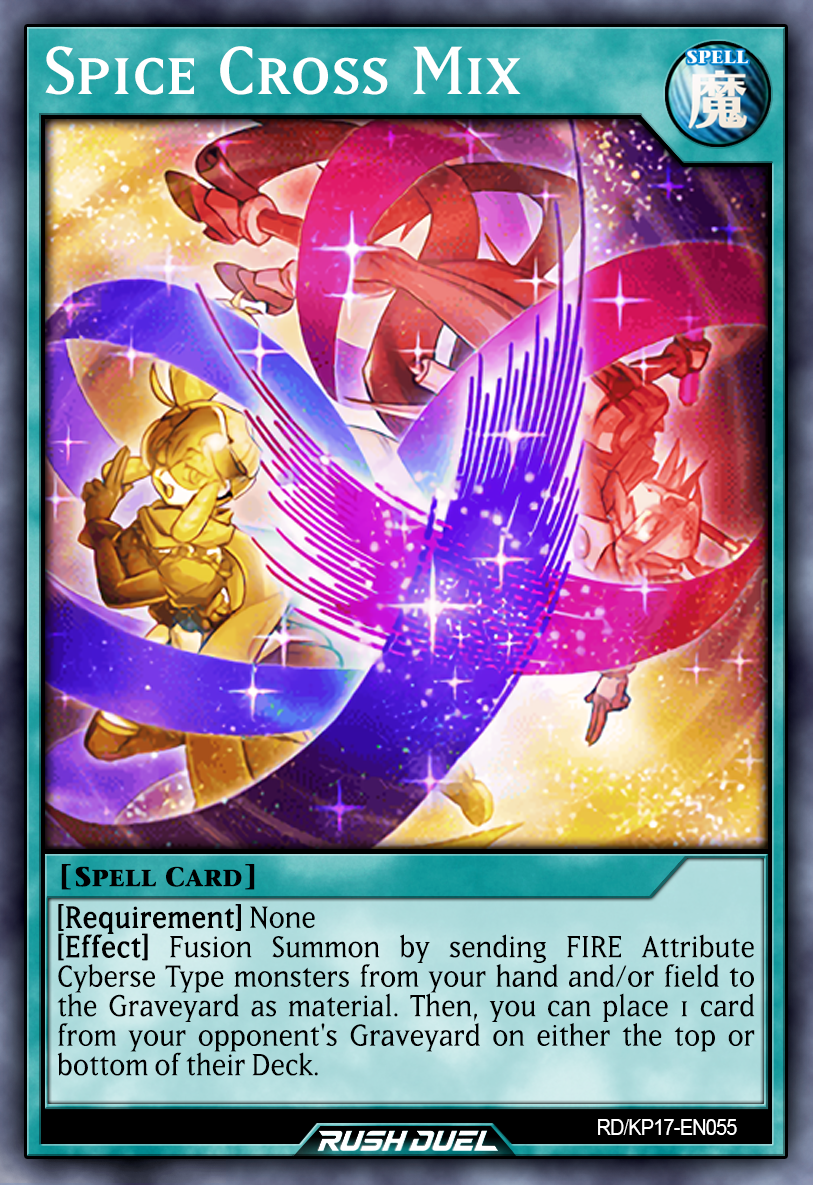 Spice Cross Mix
SPELL
魔
[Spell Card]
[Requirement] None
[Effect] Fusion Summon by sending FIRE Attribute
Cyberse Type monsters from your hand and/or field to
the Graveyard as material. Then, you can place 1 card
from your opponent's Graveyard on either the top or
bottom of their Deck.
RD/KP17-EN055
RUSH DUEL